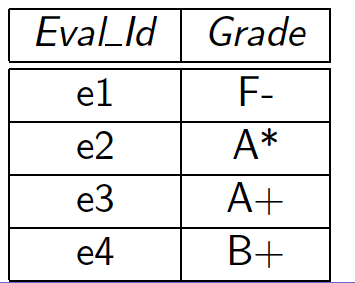 Eval_Id Grade
e1 F-
e2 A*
e3 A+
e4 B+